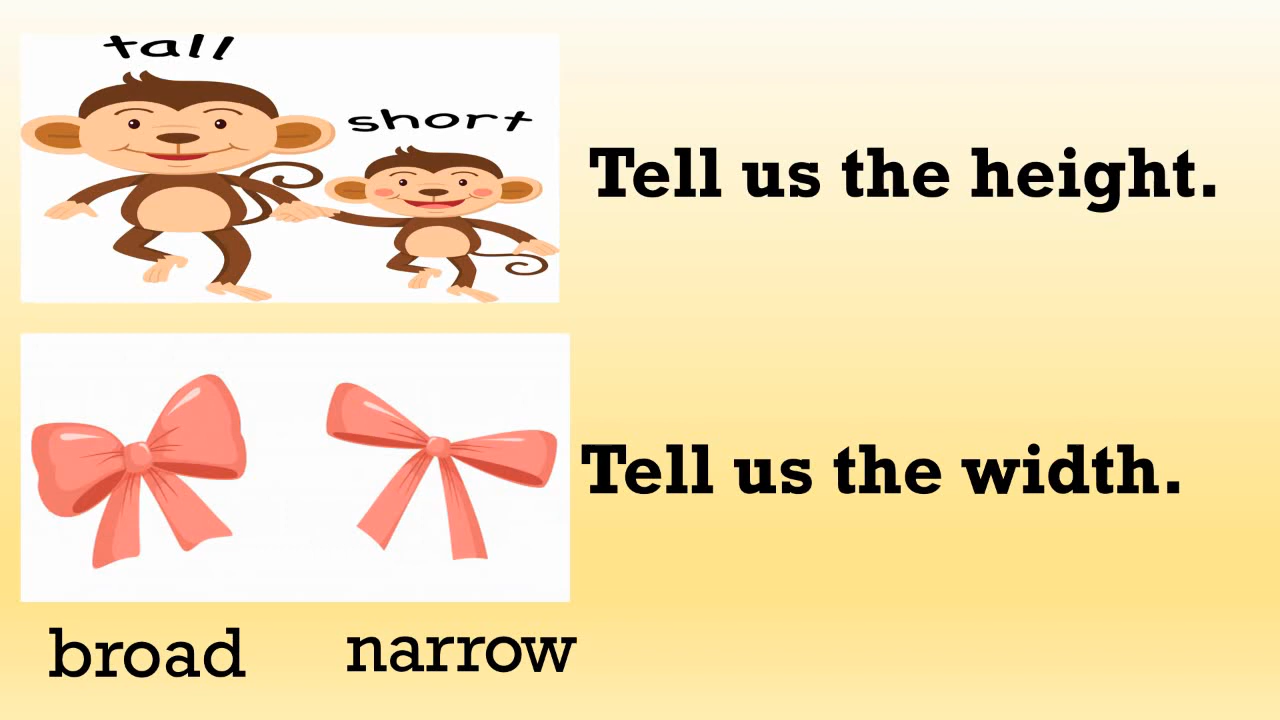 tall
short
Tell us the height.
Tell us the width.
broad
narrow